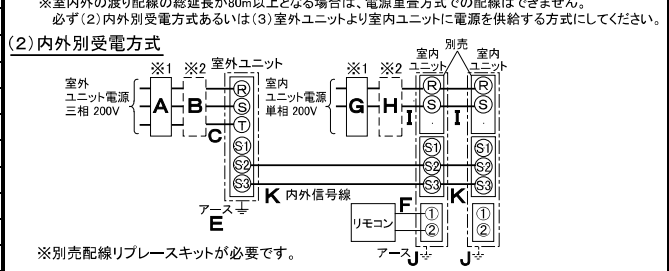 ※室内外の渡り配線の総延長が80m以上となる場合は、電源重畳方式での配線はできません。
必ず(2)内外別受電方式あるいは(3)室外ユニットより室内ユニットに電源を供給する方式にしてください。
(2)内外別受電方式
※1 ※2 室外ユニット
※1 ※2 室内ユニット 別売 室内ユニット
室外
ユニット電源
三相 200V
A B C
R
S
T
S1
S2
S3
室内
ユニット電源
単相 200V
G H I I
R R
S S
S1 S1
S2 S2
S3 S3
K 内外信号線 K
アース
E
リモコン F
① ①
② ②
アース J J
※別売配線リプレースキットが必要です。